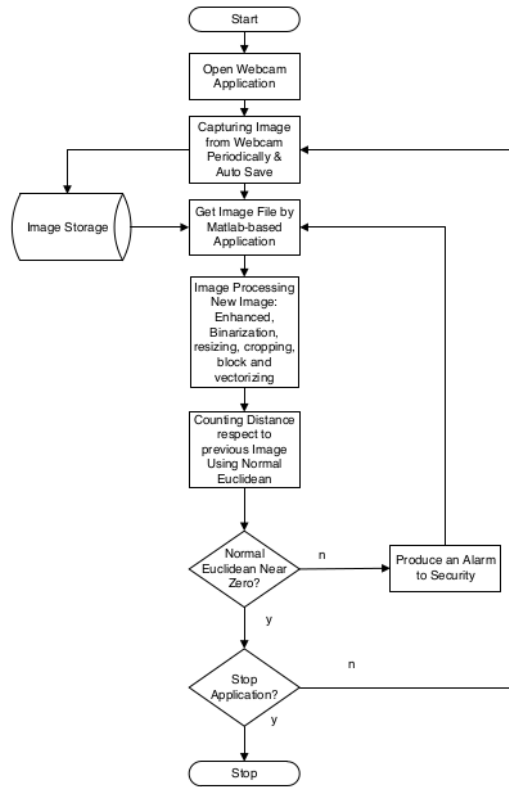 Start
Open Webcam
Application
Capturing Image
from Webcam
Periodically &
Auto Save
Image Storage
Get Image File by
Matlab-based
Application
Image Processing
New Image:
Enhanced,
Binarization,
resizing, cropping,
block and
vectorizing
Counting Distance
respect to
previous Image
Using Normal
Euclidean
Normal
Euclidean Near
Zero?
n
Produce an Alarm
to Security
y
Stop
Application?
n
y
Stop